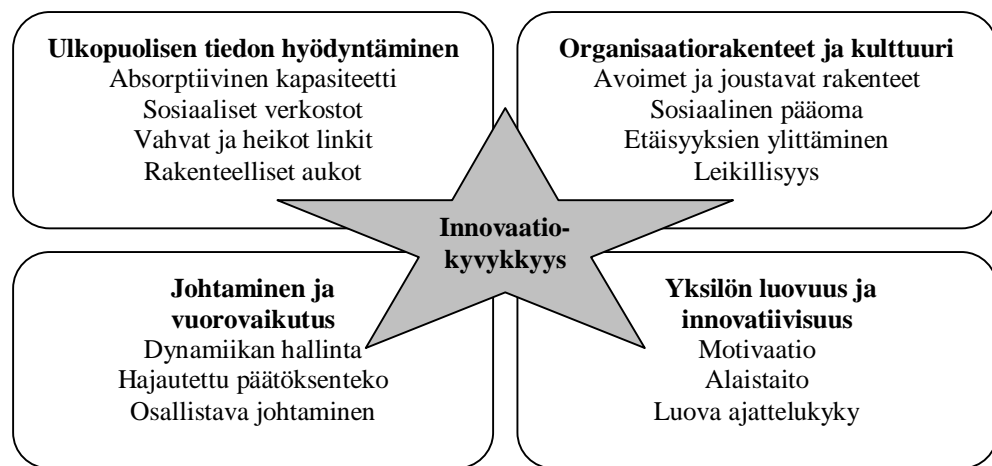 Ulkopuolisen tiedon hyödyntäminen
Absorptiivinen kapasiteetti
Sosiaaliset verkostot
Vahvat ja heikot linkit
Rakenteelliset aukot
Organisaatiorakenteet ja kulttuuri
Avoimet ja joustavat rakenteet
Sosiaalinen pääoma
Etäisyyksien ylittäminen
Leikillisyys
Innovaatio-
kyvykkyys
Johtaminen ja
vuorovaikutus
Dynamiikan hallinta
Hajautettu päätöksenteko
Osallistava johtaminen
Yksilön luovuus ja
innovatiivisuus
Motivaatio
Alaistaito
Luova ajattelukyky